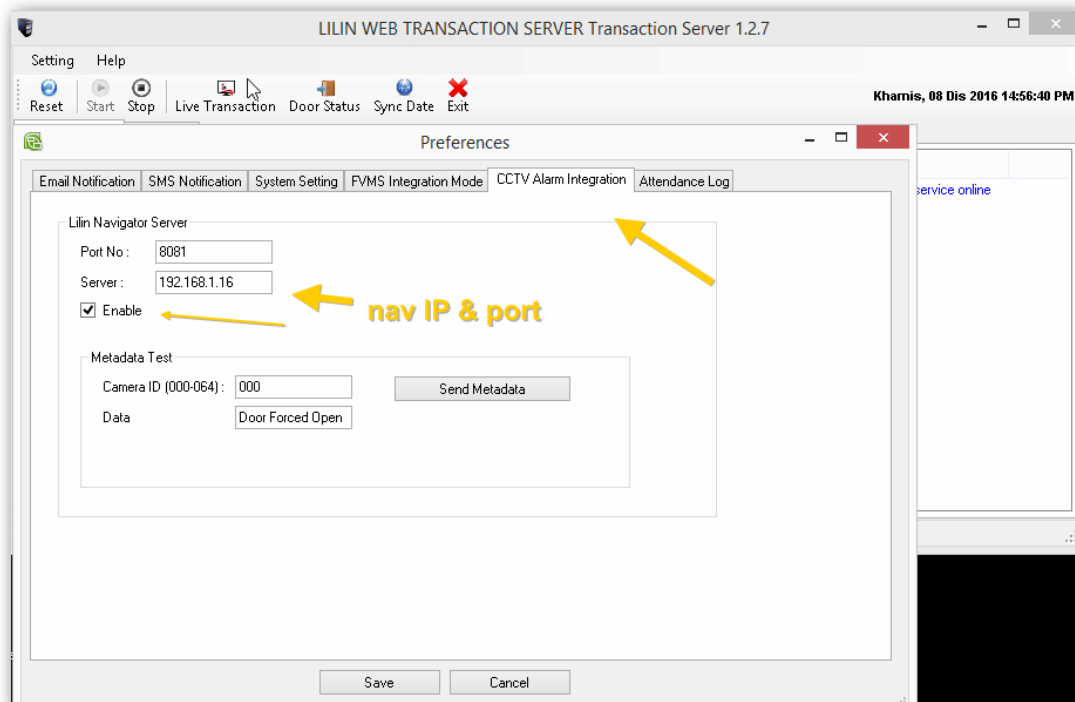 LILIN WEB TRANSACTION SERVER Transaction Server 1.2.7
Setting Help
Reset Start Stop Live Transaction Door Status Sync Date Exit
Khamis, 08 Dis 2016 14:56:40 PM
Preferences
Email Notification SMS Notification System Setting FVMS Integration Mode CCTV Alarm Integration Attendance Log
service online
Lilin Navigator Server
Port No : 8081
Server : 192.168.1.16
Enable
nav IP & port
Metadata Test
Camera ID (000-064) : 000
Send Metadata
Data Door Forced Open
Save Cancel